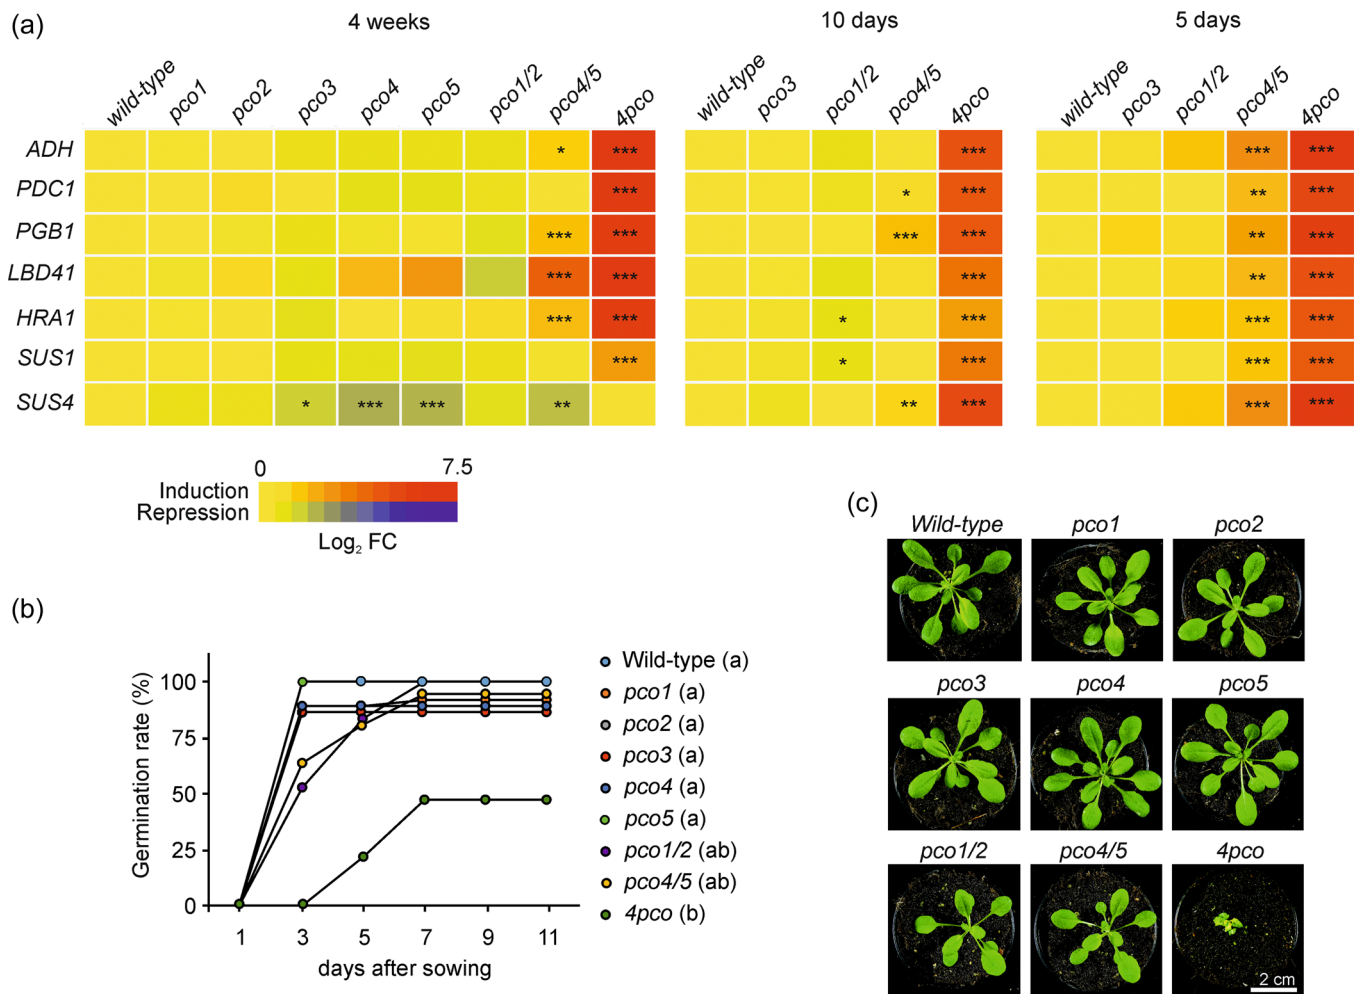 (a)
4 weeks
10 days
5 days
wild-type pco1 pco2 pco3 pco4 pco5 pco1/2 pco4/5 4pco
wild-type pco3 pco1/2 pco4/5 4pco
wild-type pco3 pco1/2 pco4/5 4pco
ADH * *** *** *** ***
PDC1 *** * *** ** ***
PGB1 *** *** *** *** ** ***
LBD41 *** *** *** ** ***
HRA1 *** *** * *** *** ***
SUS1 *** * *** *** ***
SUS4 * *** *** ** ** *** *** ***
0 7.5
Induction
Repression
Log₂ FC
(b)
Germination rate (%)
100
75
50
25
0
1 3 5 7 9 11
days after sowing
Wild-type (a)
pco1 (a)
pco2 (a)
pco3 (a)
pco4 (a)
pco5 (a)
pco1/2 (ab)
pco4/5 (ab)
4pco (b)
(c)
Wild-type pco1 pco2
pco3 pco4 pco5
pco1/2 pco4/5 4pco
2 cm